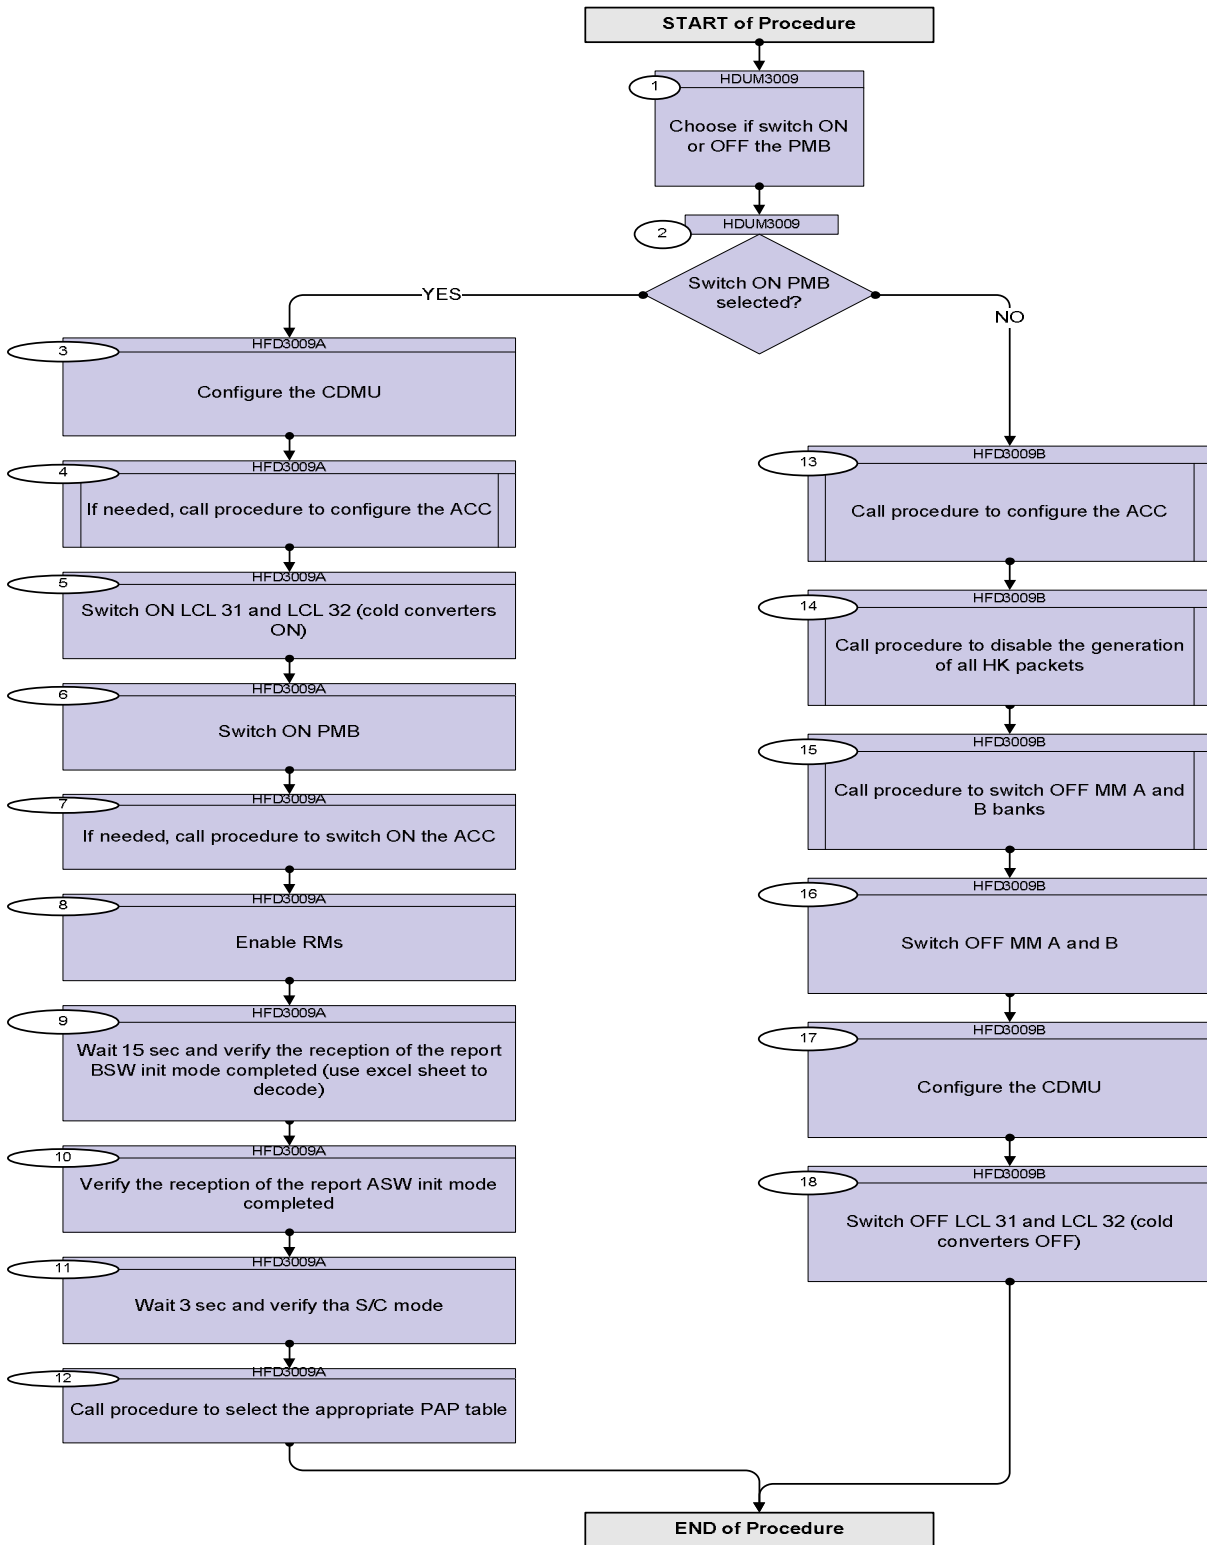 START of Procedure
HDUM3009
1
Choose if switch ON
or OFF the PMB
HDUM3009
2
Switch ON PMB
selected?
YES
NO
HFD3009A
3
Configure the CDMU
HFD3009A
4
If needed, call procedure to configure the ACC
HFD3009A
5
Switch ON LCL 31 and LCL 32 (cold converters
ON)
HFD3009A
6
Switch ON PMB
HFD3009A
7
If needed, call procedure to switch ON the ACC
HFD3009A
8
Enable RMs
HFD3009A
9
Wait 15 sec and verify the reception of the report
BSW init mode completed (use excel sheet to
decode)
HFD3009A
10
Verify the reception of the report ASW init mode
completed
HFD3009A
11
Wait 3 sec and verify tha S/C mode
HFD3009A
12
Call procedure to select the appropriate PAP table
HFD3009B
13
Call procedure to configure the ACC
HFD3009B
14
Call procedure to disable the generation
of all HK packets
HFD3009B
15
Call procedure to switch OFF MM A and
B banks
HFD3009B
16
Switch OFF MM A and B
HFD3009B
17
Configure the CDMU
HFD3009B
18
Switch OFF LCL 31 and LCL 32 (cold
converters OFF)
END of Procedure